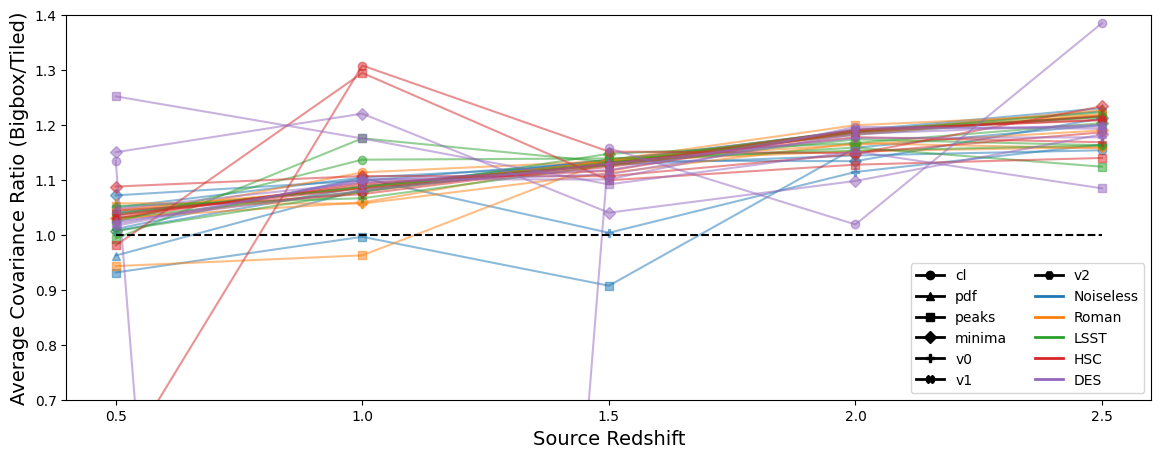 Average Covariance Ratio (Bigbox/Tiled)
1.4
1.3
1.2
1.1
1.0
0.9
0.8
0.7
0.5
1.0
1.5
2.0
2.5
Source Redshift
cl
pdf
peaks
minima
v0
v1
v2
Noiseless
Roman
LSST
HSC
DES